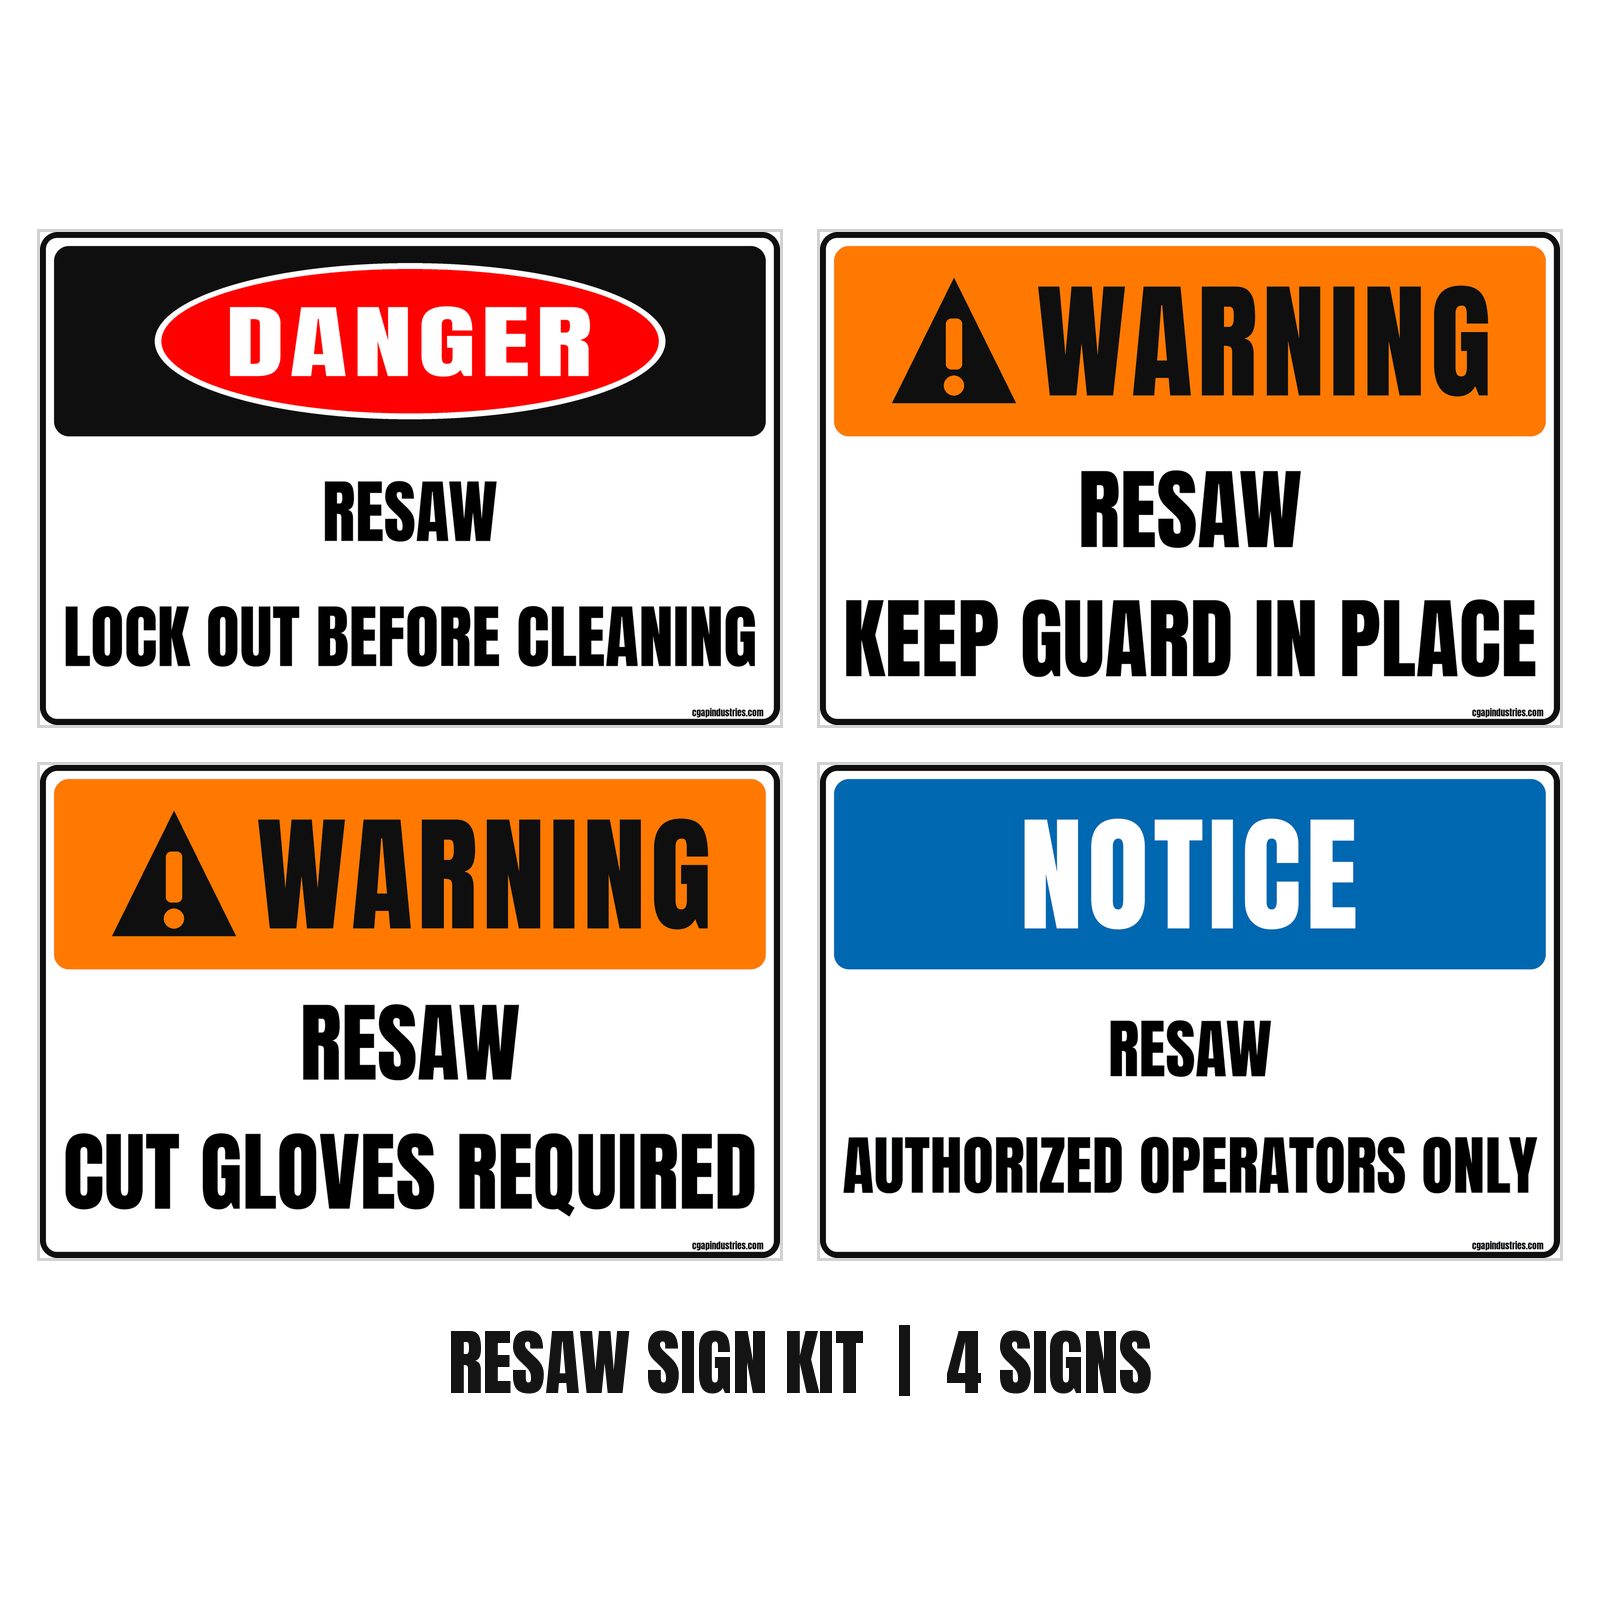 DANGER
RESAW
LOCK OUT BEFORE CLEANING
cgapindustries.com
WARNING
RESAW
KEEP GUARD IN PLACE
cgapindustries.com
WARNING
RESAW
CUT GLOVES REQUIRED
cgapindustries.com
NOTICE
RESAW
AUTHORIZED OPERATORS ONLY
cgapindustries.com
RESAW SIGN KIT | 4 SIGNS